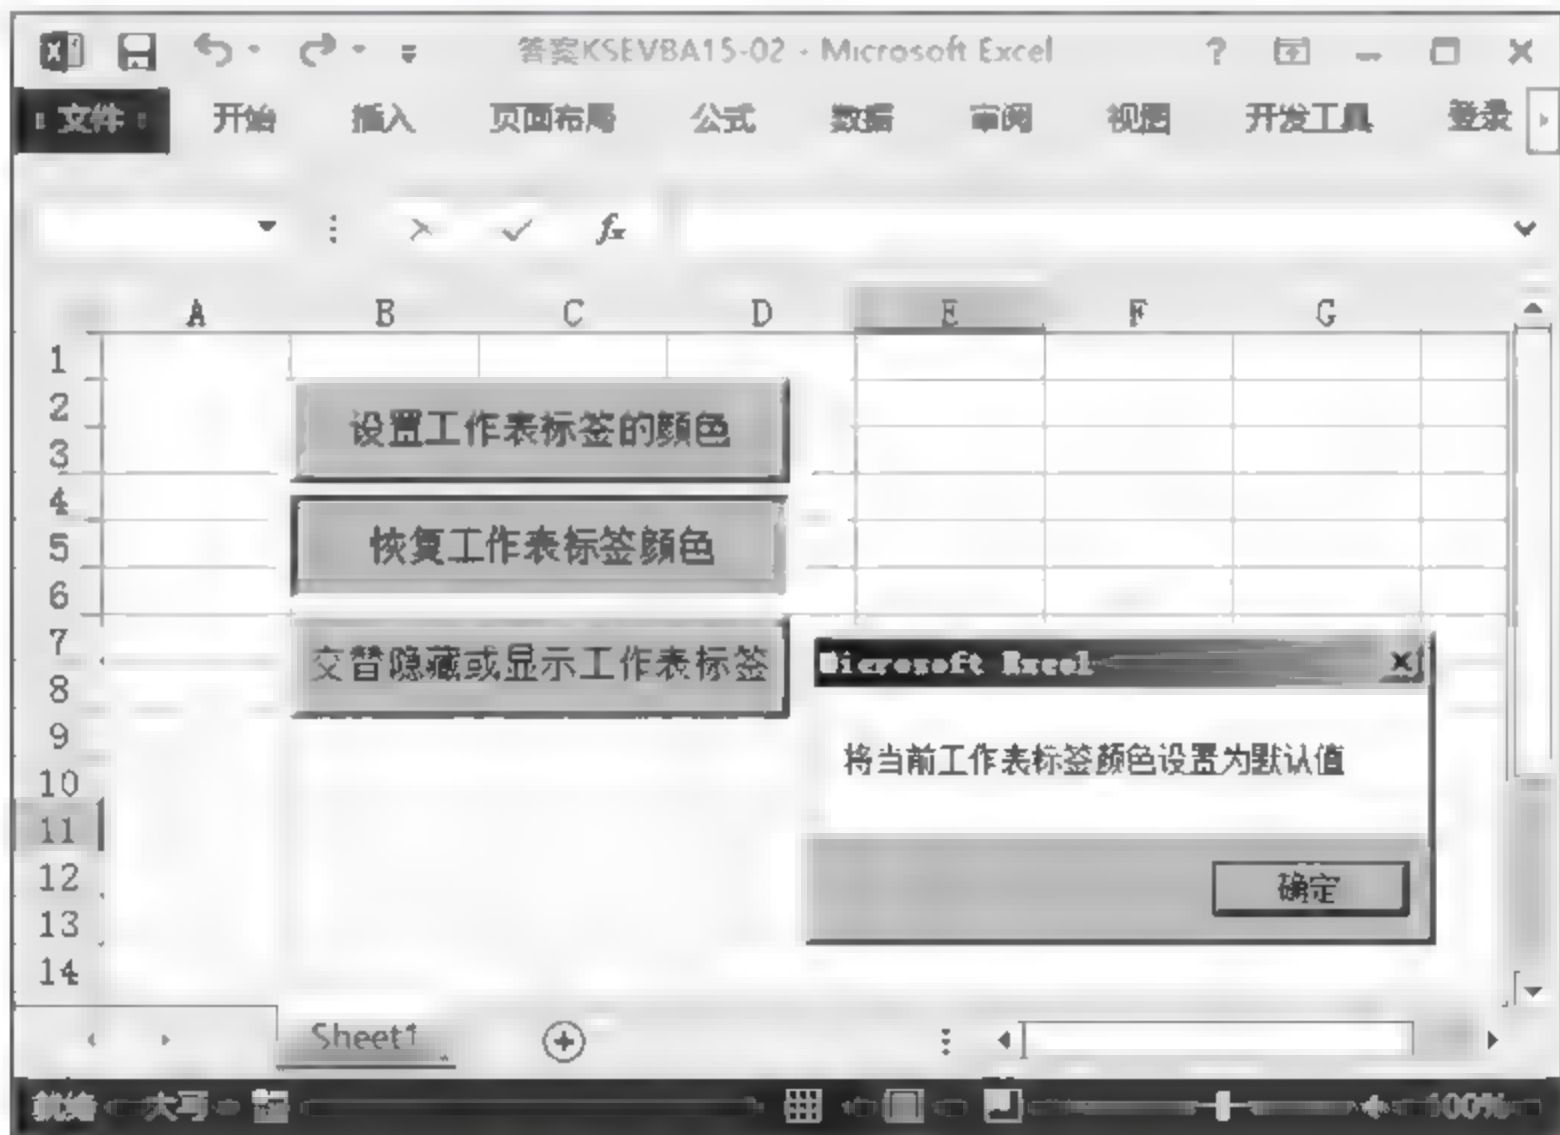 答案KSEVBA15-02 - Microsoft Excel
文件 开始 插入 页面布局 公式 数据 审阅 视图 开发工具 登录
fx
A B C D E F G
1
2
设置工作表标签的颜色
3
4
5
恢复工作表标签颜色
6
7
交替隐藏或显示工作表标签
8
Microsoft Excel
9
将当前工作表标签颜色设置为默认值
10
11
12
确定
13
14
Sheet1
就绪 大写 100%